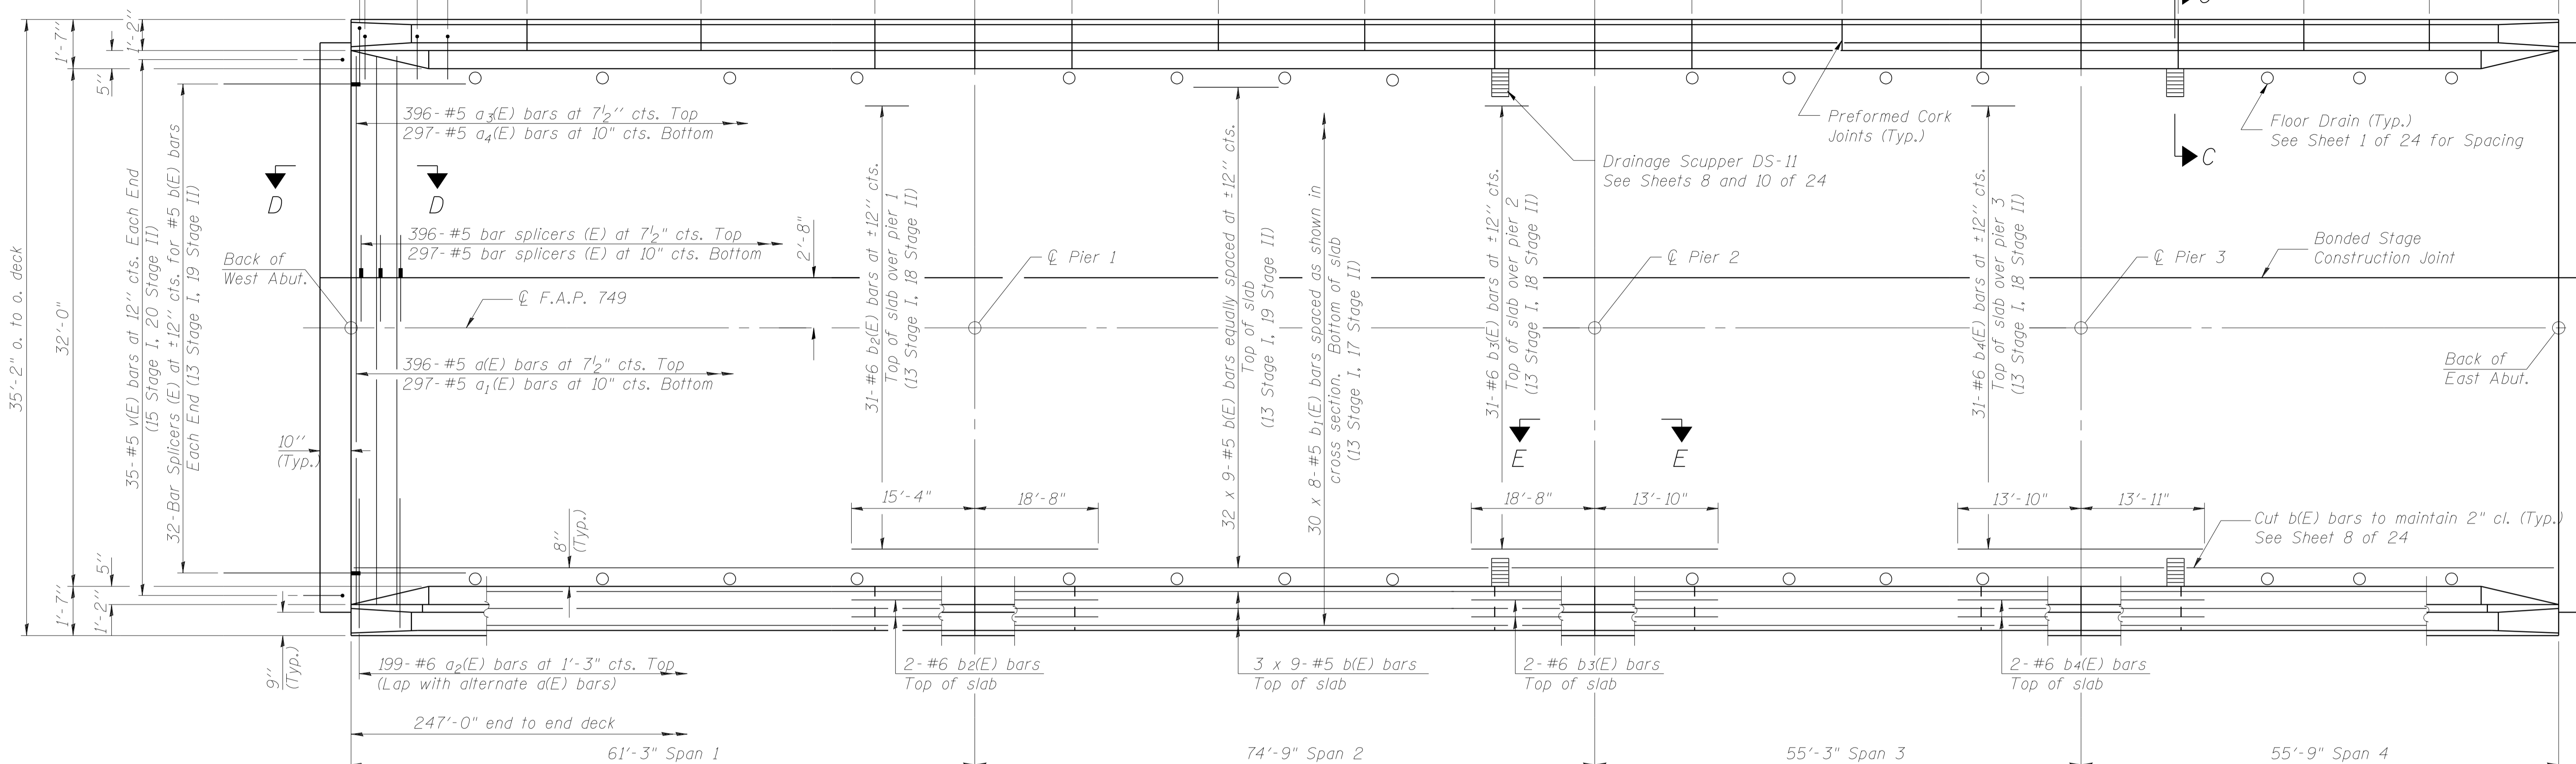 35'-2" o. to o. deck
1'-7"
32'-0"
1'-7"
1'-2"
5"
5"
1'-2"
35-#5 v(E) bars at 12" cts. Each End
(15 Stage I, 20 Stage II)
32-Bar Splicers (E) at ±12" cts. for #5 b(E) bars
Each End (13 Stage I, 19 Stage II)
396-#5 a3(E) bars at 7 1/2" cts. Top
297-#5 a4(E) bars at 10" cts. Bottom
D
D
396-#5 bar splicers (E) at 7 1/2" cts. Top
297-#5 bar splicers (E) at 10" cts. Bottom
Back of
West Abut.
℄ F.A.P. 749
2'-8"
396-#5 a(E) bars at 7 1/2" cts. Top
297-#5 a1(E) bars at 10" cts. Bottom
10"
(Typ.)
31-#6 b2(E) bars at ±12" cts.
Top of slab over pier 1
(13 Stage I, 18 Stage II)
℄ Pier 1
32 x 9-#5 b(E) bars equally spaced at ±12" cts.
Top of slab
(13 Stage I, 19 Stage II)
30 x 8-#5 b1(E) bars spaced as shown in
cross section. Bottom of slab
(13 Stage I, 17 Stage II)
31-#6 b3(E) bars at ±12" cts.
Top of slab over pier 2
(13 Stage I, 18 Stage II)
Drainage Scupper DS-11
See Sheets 8 and 10 of 24
℄ Pier 2
Preformed Cork
Joints (Typ.)
31-#6 b4(E) bars at ±12" cts.
Top of slab over pier 3
(13 Stage I, 18 Stage II)
℄ Pier 3
C
Floor Drain (Typ.)
See Sheet 1 of 24 for Spacing
Bonded Stage
Construction Joint
Back of
East Abut.
E
E
15'-4"
18'-8"
18'-8"
13'-10"
13'-10"
13'-11"
Cut b(E) bars to maintain 2" cl. (Typ.)
See Sheet 8 of 24
8"
(Typ.)
9"
(Typ.)
199-#6 a2(E) bars at 1'-3" cts. Top
(Lap with alternate a(E) bars)
2-#6 b2(E) bars
Top of slab
3 x 9-#5 b(E) bars
Top of slab
2-#6 b3(E) bars
Top of slab
2-#6 b4(E) bars
Top of slab
247'-0" end to end deck
61'-3" Span 1
74'-9" Span 2
55'-3" Span 3
55'-9" Span 4